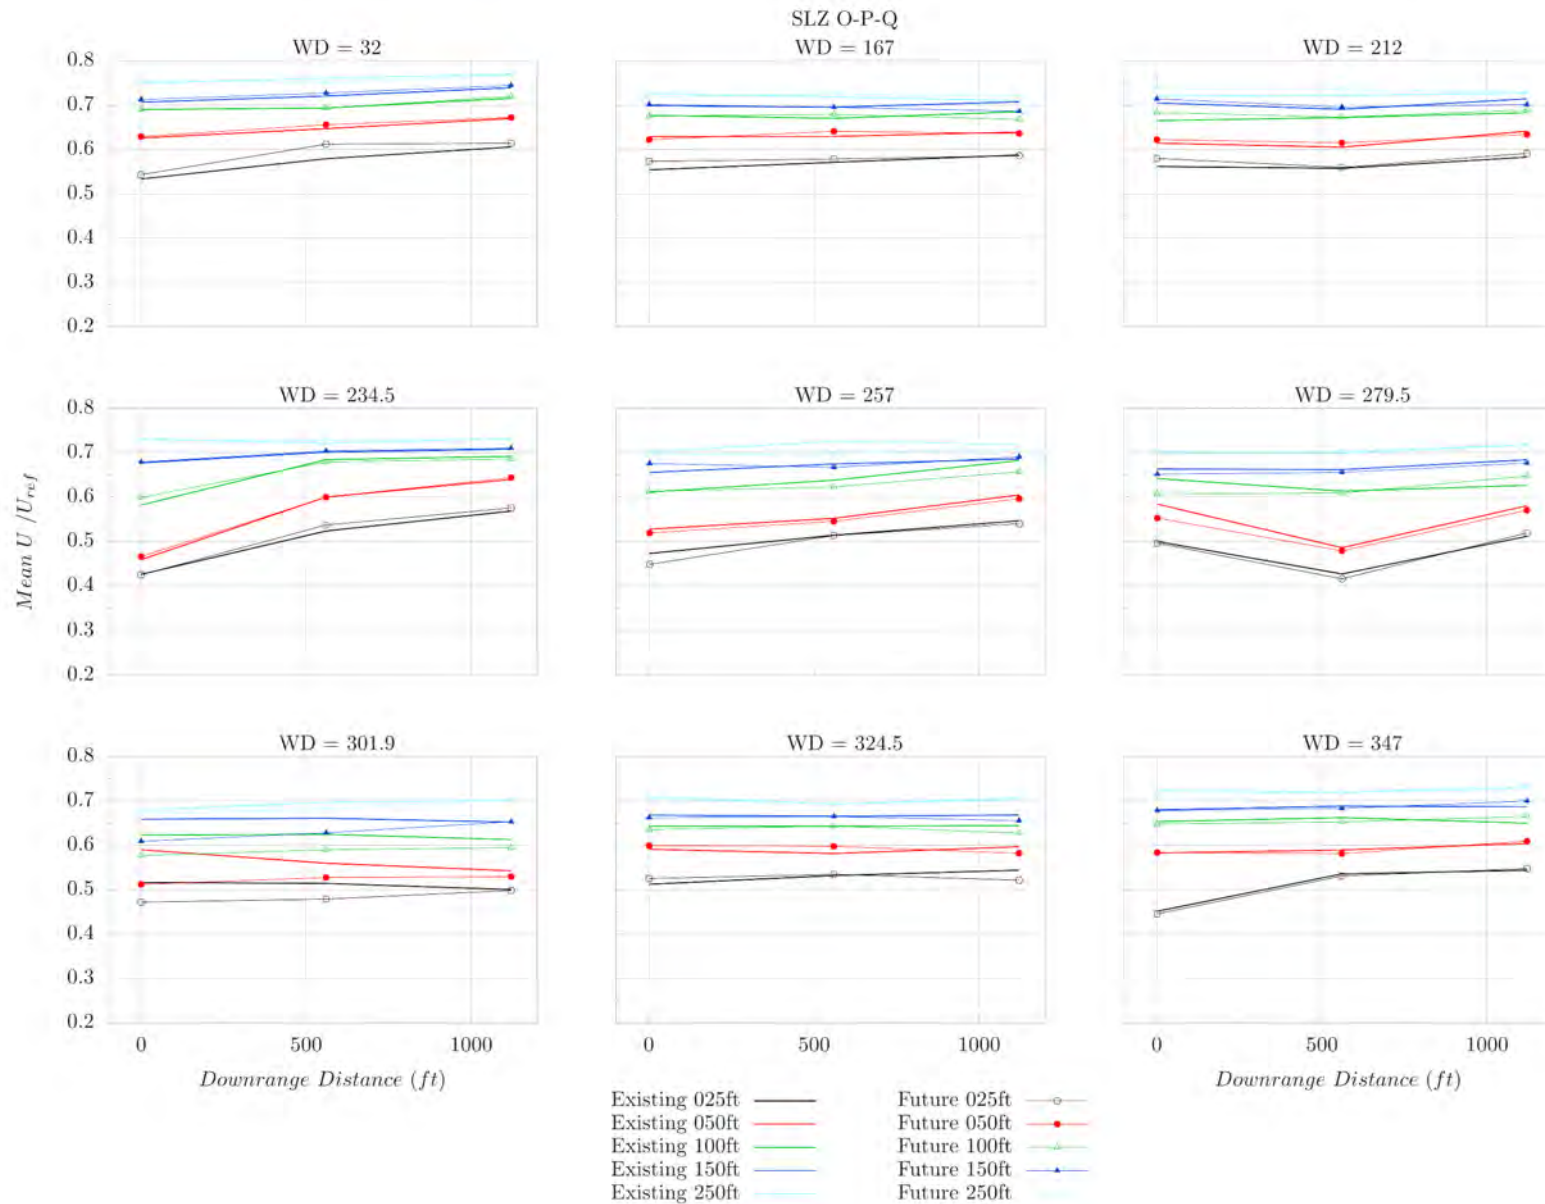 SLZ O-P-Q
WD = 32
WD = 167
WD = 212
0.8
0.7
0.6
0.5
0.4
0.3
0.2
WD = 234.5
WD = 257
WD = 279.5
0.8
0.7
0.6
0.5
0.4
0.3
0.2
Mean U /U_ref
WD = 301.9
WD = 324.5
WD = 347
0.8
0.7
0.6
0.5
0.4
0.3
0.2
0 500 1000
0 500 1000
0 500 1000
Downrange Distance (ft)
Downrange Distance (ft)
Existing 025ft
Existing 050ft
Existing 100ft
Existing 150ft
Existing 250ft
Future 025ft
Future 050ft
Future 100ft
Future 150ft
Future 250ft